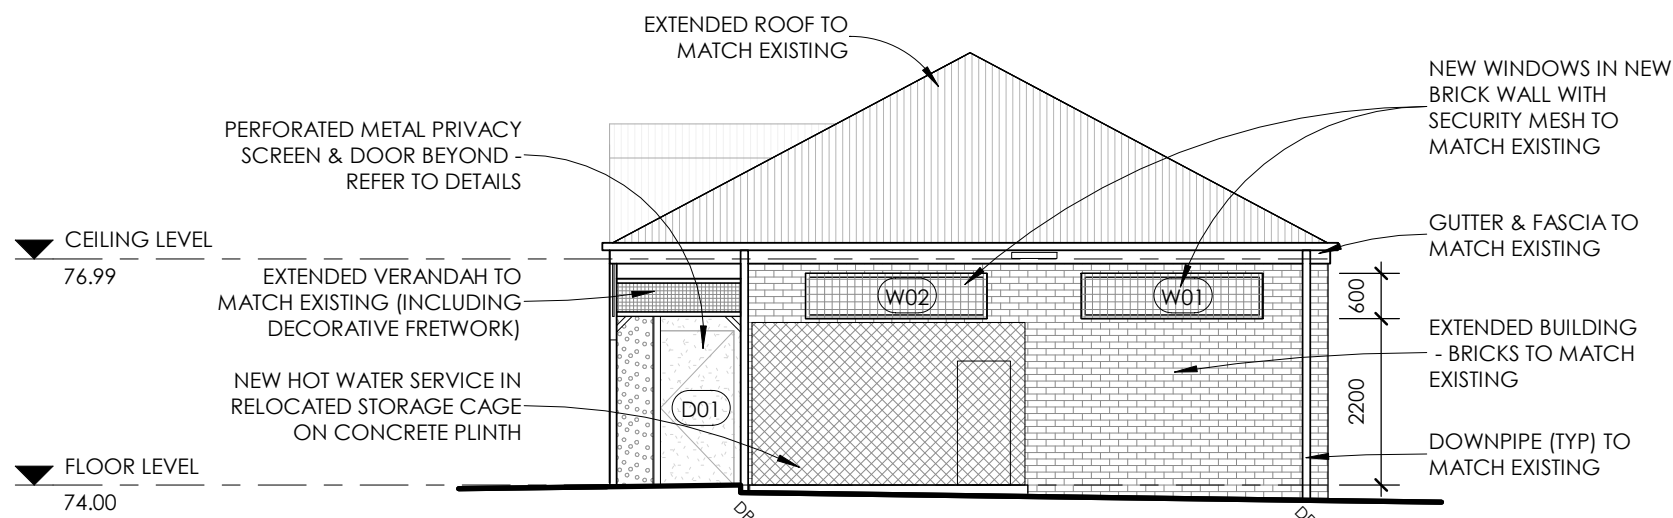 EXTENDED ROOF TO
MATCH EXISTING
NEW WINDOWS IN NEW
BRICK WALL WITH
SECURITY MESH TO
MATCH EXISTING
PERFORATED METAL PRIVACY
SCREEN & DOOR BEYOND -
REFER TO DETAILS
GUTTER & FASCIA TO
MATCH EXISTING
CEILING LEVEL
76.99
EXTENDED VERANDAH TO
MATCH EXISTING (INCLUDING
DECORATIVE FRETWORK)
W02
W01
600
EXTENDED BUILDING
- BRICKS TO MATCH
EXISTING
NEW HOT WATER SERVICE IN
RELOCATED STORAGE CAGE
ON CONCRETE PLINTH
D01
2200
DOWNPIPE (TYP) TO
MATCH EXISTING
FLOOR LEVEL
74.00